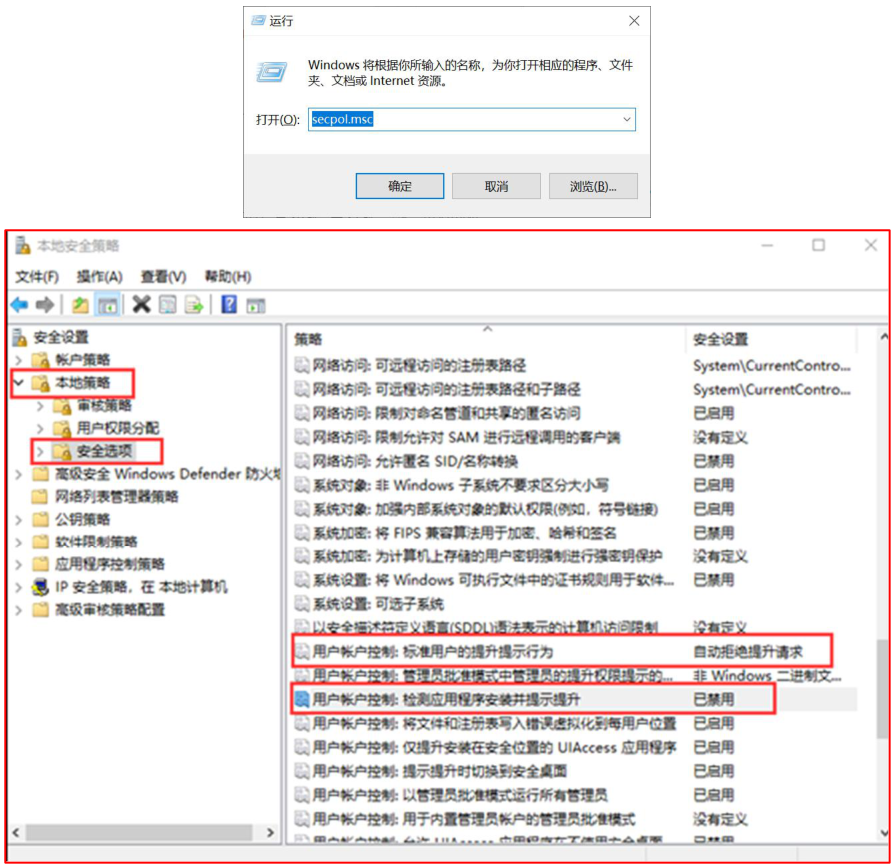 运行
Windows 将根据你所输入的名称，为你打开相应的程序、文件
夹、文档或 Internet 资源。
打开(O):
secpol.msc
确定
取消
浏览(B)...
本地安全策略
文件(F) 操作(A) 查看(V) 帮助(H)
安全设置
帐户策略
本地策略
审核策略
用户权限分配
安全选项
高级安全 Windows Defender 防火墙
网络列表管理器策略
公钥策略
软件限制策略
应用程序控制策略
IP 安全策略，在 本地计算机
高级审核策略配置
策略 安全设置
网络访问: 可远程访问的注册表路径 System\CurrentContro...
网络访问: 可远程访问的注册表路径和子路径 System\CurrentContro...
网络访问: 限制对命名管道和共享的匿名访问 已启用
网络访问: 限制允许对 SAM 进行远程调用的客户端 没有定义
网络访问: 允许匿名 SID/名称转换 已禁用
系统对象: 非 Windows 子系统不要求区分大小写 已启用
系统对象: 加强内部系统对象的默认权限(例如，符号链接) 已启用
系统加密: 将 FIPS 兼容算法用于加密、哈希和签名 已禁用
系统加密: 为计算机上存储的用户密钥强制进行强密钥保护 没有定义
系统设置: 将 Windows 可执行文件中的证书规则用于软件... 已禁用
系统设置: 可选子系统
以安全描述符定义语言(SDDL)语法表示的计算机访问限制 没有定义
用户帐户控制: 标准用户的提升提示行为 自动拒绝提升请求
用户帐户控制: 管理员批准模式中管理员的提升权限提示的... 非 Windows 二进制文...
用户帐户控制: 检测应用程序安装并提示提升 已禁用
用户帐户控制: 将文件和注册表写入错误虚拟化到每用户位置 已启用
用户帐户控制: 仅提升安装在安全位置的 UIAccess 应用程序 已启用
用户帐户控制: 提示提升时切换到安全桌面 已启用
用户帐户控制: 以管理员批准模式运行所有管理员 已启用
用户帐户控制: 用于内置管理员帐户的管理员批准模式 没有定义